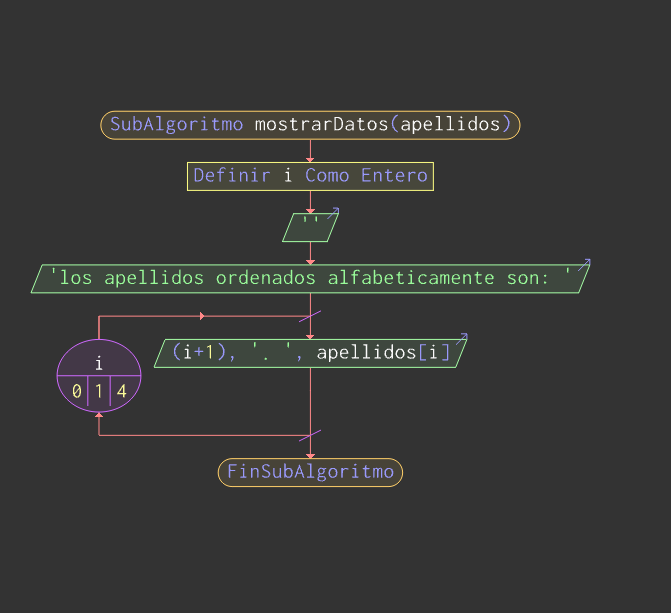 SubAlgoritmo mostrarDatos(apellidos)
Definir i Como Entero
''
'los apellidos ordenados alfabeticamente son: '
i
0 1 4
(i+1), '. ', apellidos[i]
FinSubAlgoritmo